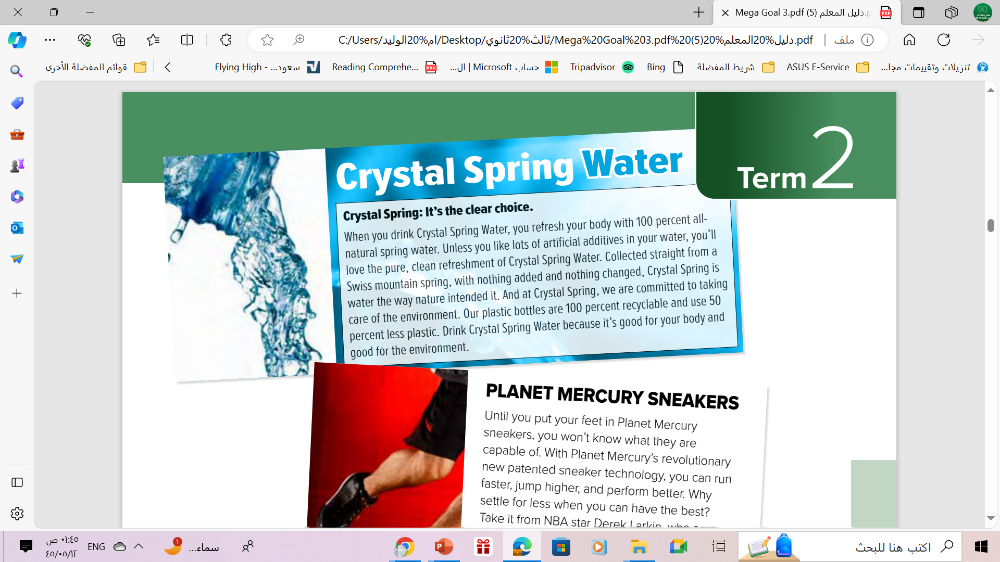 Mega Goal 3.pdf (5) دليل المعلم.p
C:/Users/ام%20الوليد/Desktop/ثالث%20ثانوي/Mega%20Goal%203.pdf%20(5)%20دليل%20المعلم.pdf
ملف
قوائم المفضلة الأخرى
Flying High - ...سعود
Reading Comprehe...
حساب Microsoft | ال...
Tripadvisor
Bing
شريط المفضلة
ASUS E-Service
تنزيلات وتقييمات مجا...
Term 2
Crystal Spring Water
Crystal Spring: It's the clear choice.
When you drink Crystal Spring Water, you refresh your body with 100 percent all-
natural spring water. Unless you like lots of artificial additives in your water, you'll
love the pure, clean refreshment of Crystal Spring Water. Collected straight from a
Swiss mountain spring, with nothing added and nothing changed, Crystal Spring is
water the way nature intended it. And at Crystal Spring, we are committed to taking
care of the environment. Our plastic bottles are 100 percent recyclable and use 50
percent less plastic. Drink Crystal Spring Water because it's good for your body and
good for the environment.
PLANET MERCURY SNEAKERS
Until you put your feet in Planet Mercury
sneakers, you won't know what they are
capable of. With Planet Mercury's revolutionary
new patented sneaker technology, you can run
faster, jump higher, and perform better. Why
settle for less when you can have the best?
Take it from NBA star Derek Larkin, who
٠١:٤٥ ص
٤٥/٠٥/١٢
ENG
1
سماء...
اكتب هنا للبحث